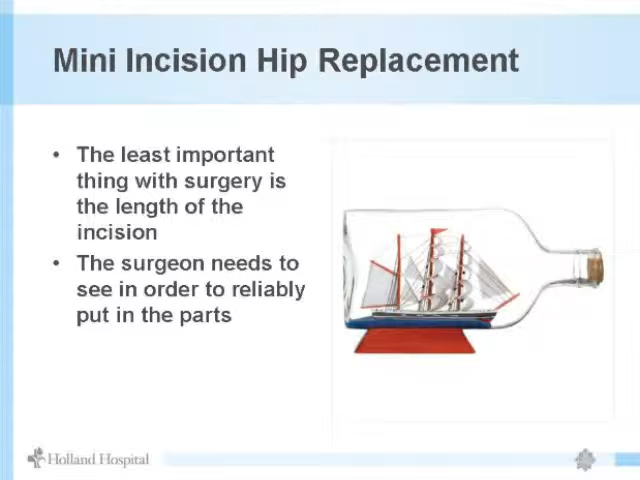 Mini Incision Hip Replacement
• The least important
thing with surgery is
the length of the
incision
• The surgeon needs to
see in order to reliably
put in the parts
Holland Hospital